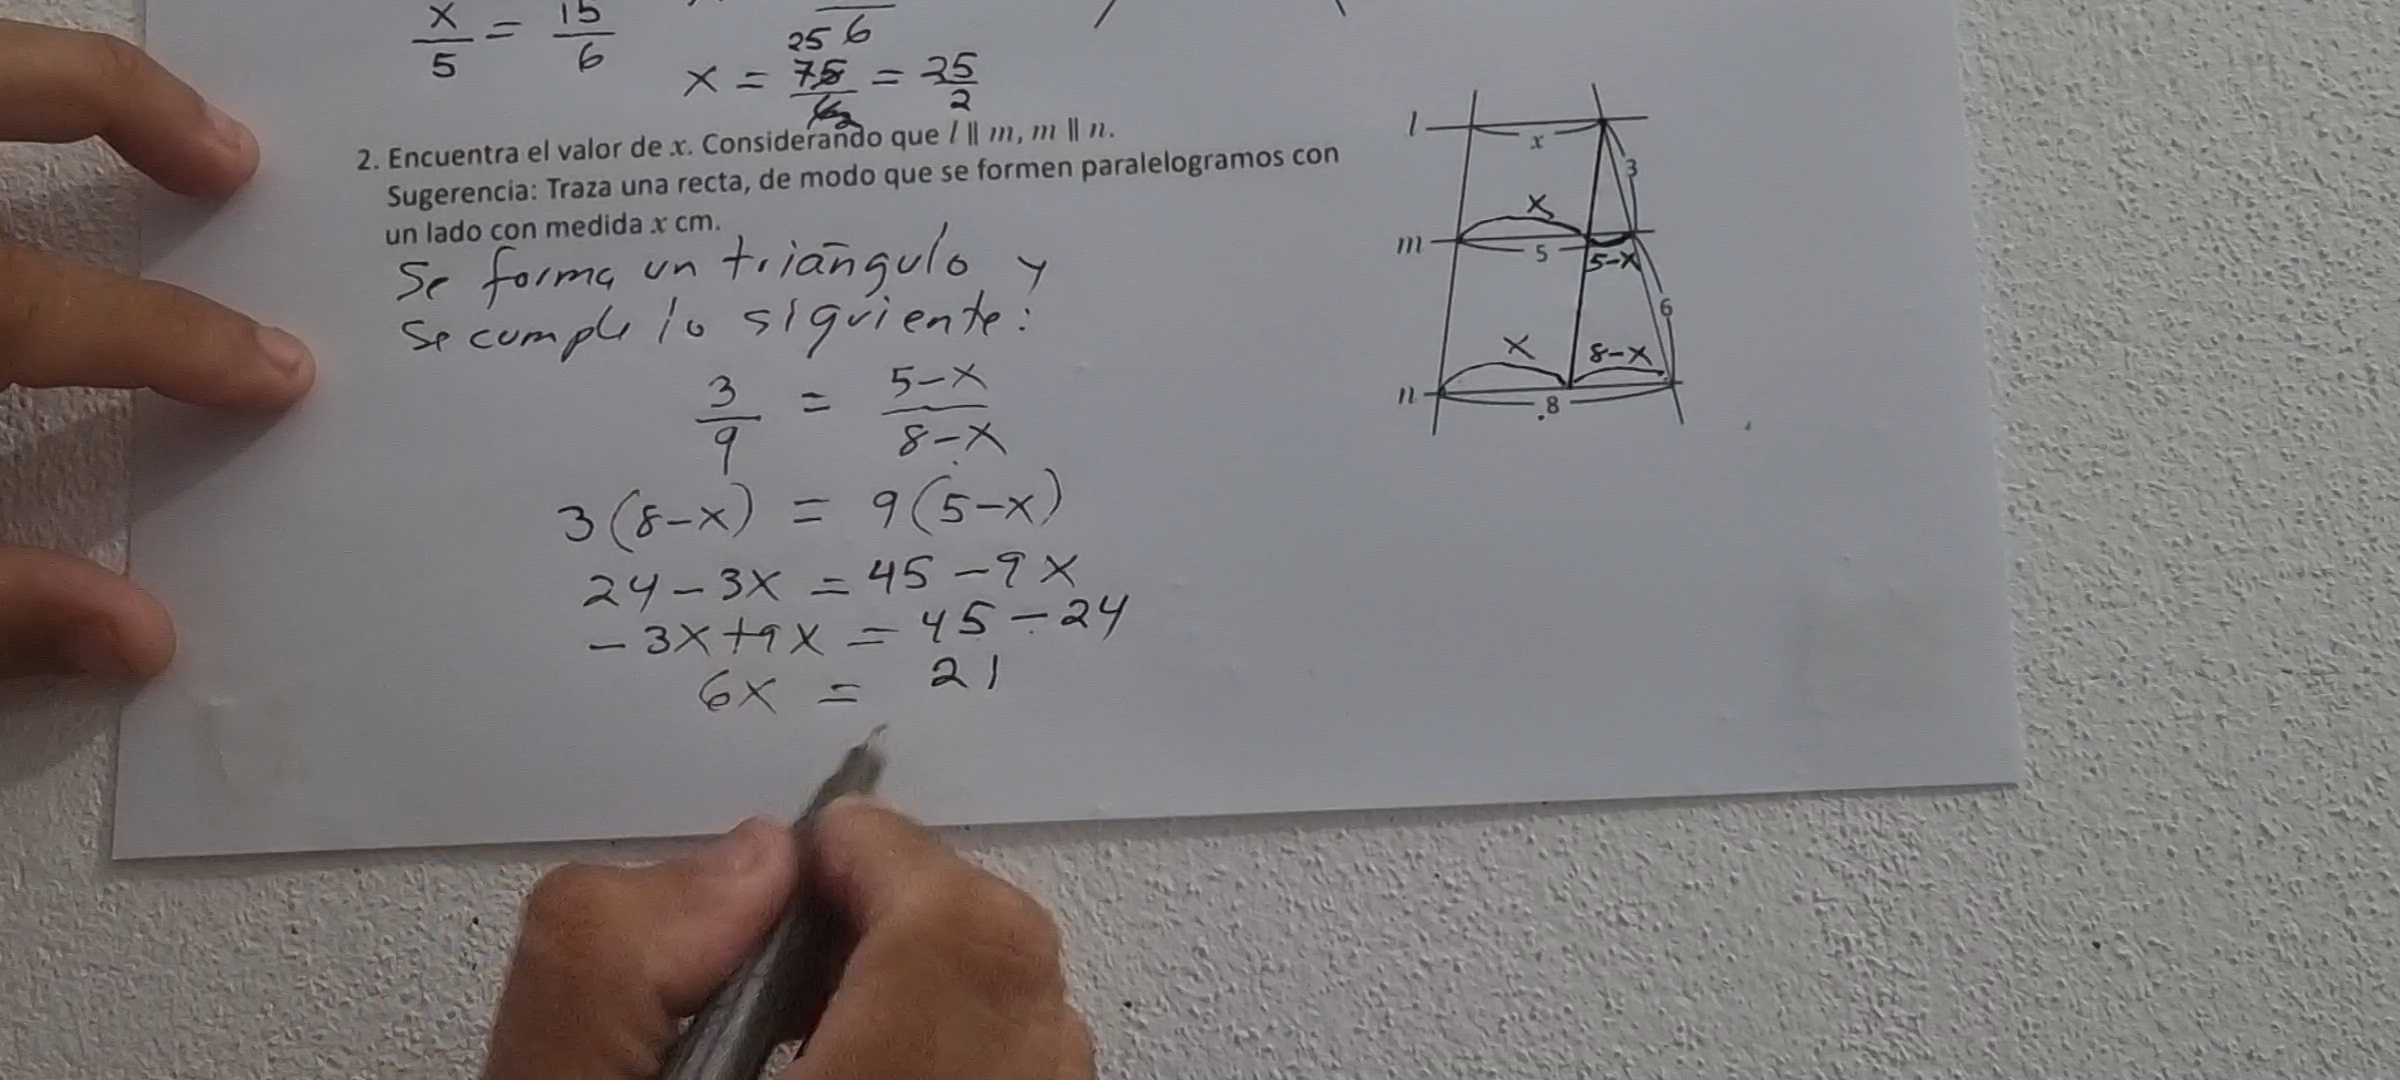 x/5 = 15/6
6
25
x = 75/6 = 25/2
2
2. Encuentra el valor de x. Considerando que l ∥ m, m ∥ n.
Sugerencia: Traza una recta, de modo que se formen paralelogramos con
un lado con medida x cm.
Se forma un triángulo y
se cumple lo siguiente:
3/9 = 5-x/8-x
3(8-x) = 9(5-x)
24-3x = 45-9x
-3x+9x = 45-24
6x = 21
l
x
3
x
m
5
5-x
6
x
8-x
n
8